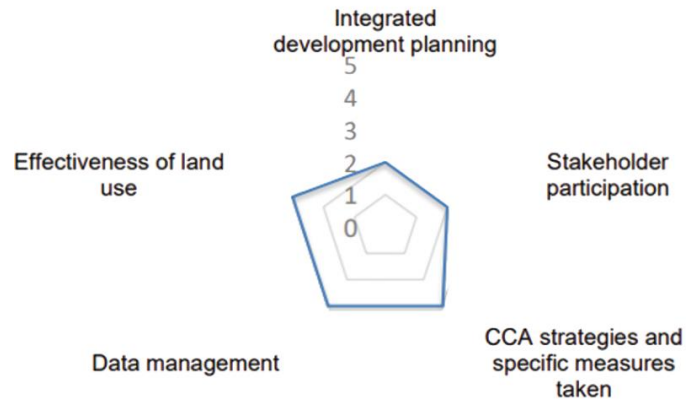 Integrated
development planning
5
4
3
2
1
0
Effectiveness of land
use
Stakeholder
participation
Data management
CCA strategies and
specific measures
taken